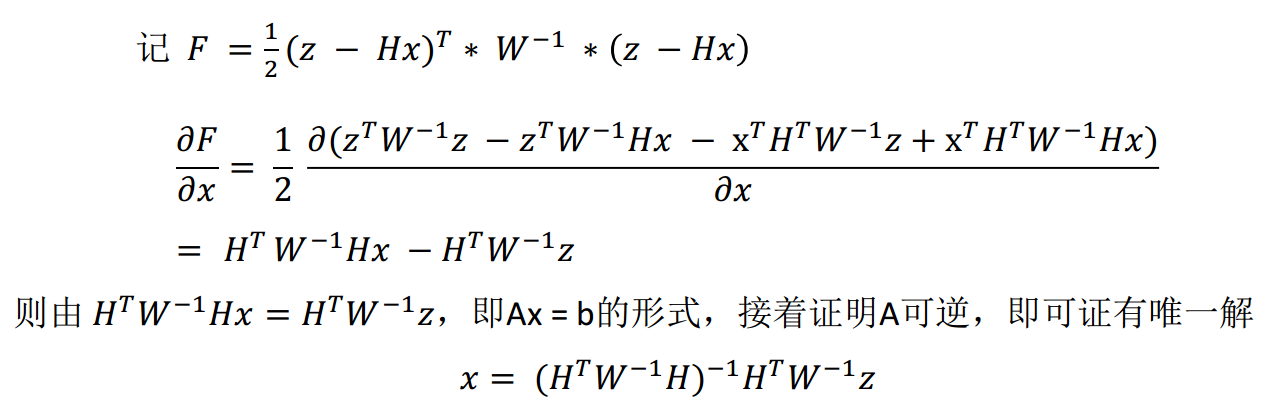 记 F = 1/2 (z − Hx)ᵀ * W⁻¹ * (z − Hx)
∂F/∂x = 1/2 ∂(zᵀW⁻¹z − zᵀW⁻¹Hx − xᵀHᵀW⁻¹z + xᵀHᵀW⁻¹Hx)/∂x
= Hᵀ W⁻¹Hx − HᵀW⁻¹z
则由 HᵀW⁻¹Hx = HᵀW⁻¹z，即Ax = b的形式，接着证明A可逆，即可证有唯一解
x = (HᵀW⁻¹H)⁻¹HᵀW⁻¹z